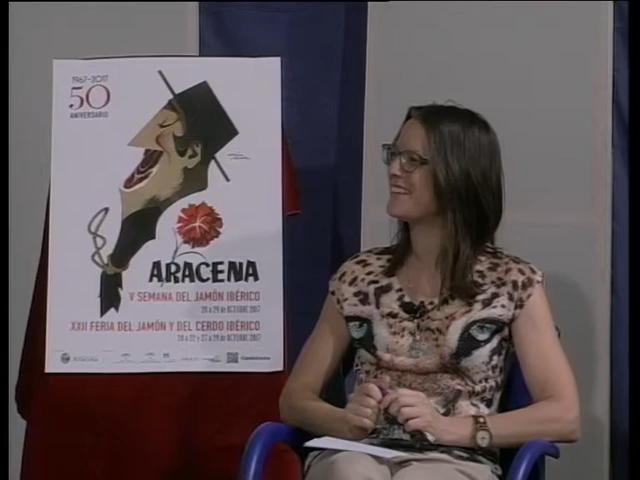 1967-2017
50
ANIVERSARIO
ARACENA
V SEMANA DEL JAMÓN IBÉRICO
20 A 29 DE OCTUBRE 2017
XXII FERIA DEL JAMÓN Y DEL CERDO IBÉRICO